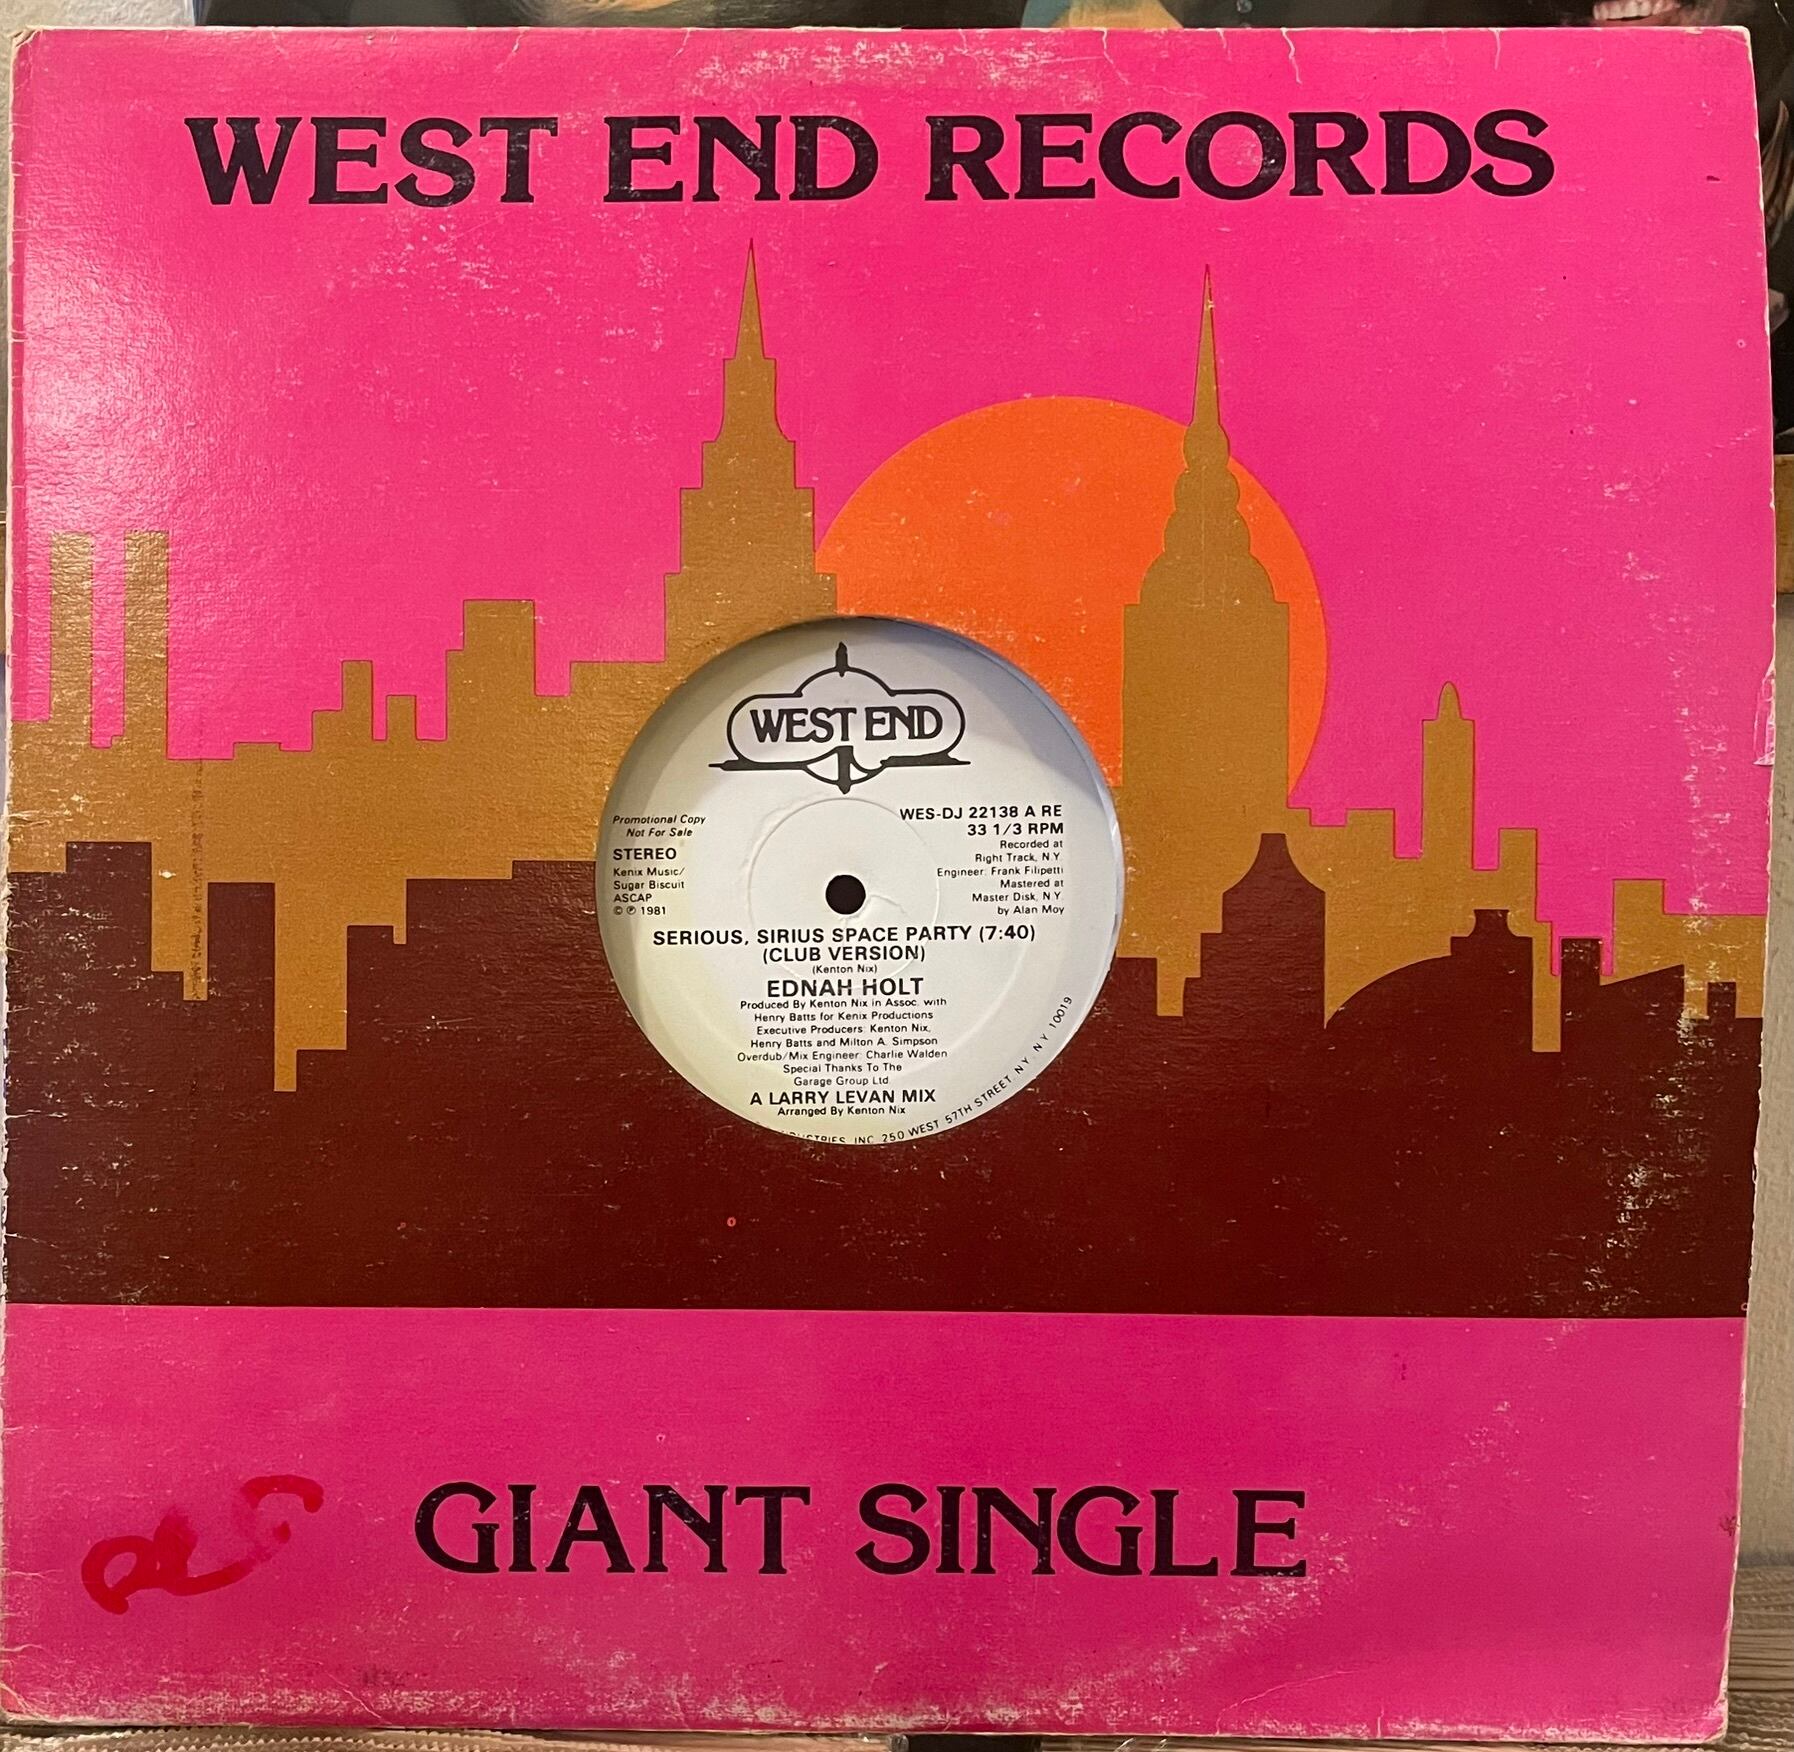 WEST END RECORDS
WEST END
Promotional Copy
Not For Sale
STEREO
Kenix Music/
Sugar Biscuit
ASCAP
© ℗ 1981
WES-DJ 22138 A RE
33 1/3 RPM
Recorded at
Right Track, N.Y.
Engineer: Frank Filipetti
Mastered at
Master Disk, N.Y.
by Alan Moy
SERIOUS, SIRIUS SPACE PARTY (7:40)
(CLUB VERSION)
(Kenton Nix)
EDNAH HOLT
Produced By Kenton Nix in Assoc. with
Henry Batts for Kenix Productions
Executive Producers: Kenton Nix,
Henry Batts and Milton A. Simpson
Overdub/Mix Engineer: Charlie Walden
Special Thanks To The
Garage Group Ltd.
A LARRY LEVAN MIX
Arranged By Kenton Nix
INC. 250 WEST 57TH STREET N.Y. N.Y. 10019
GIANT SINGLE